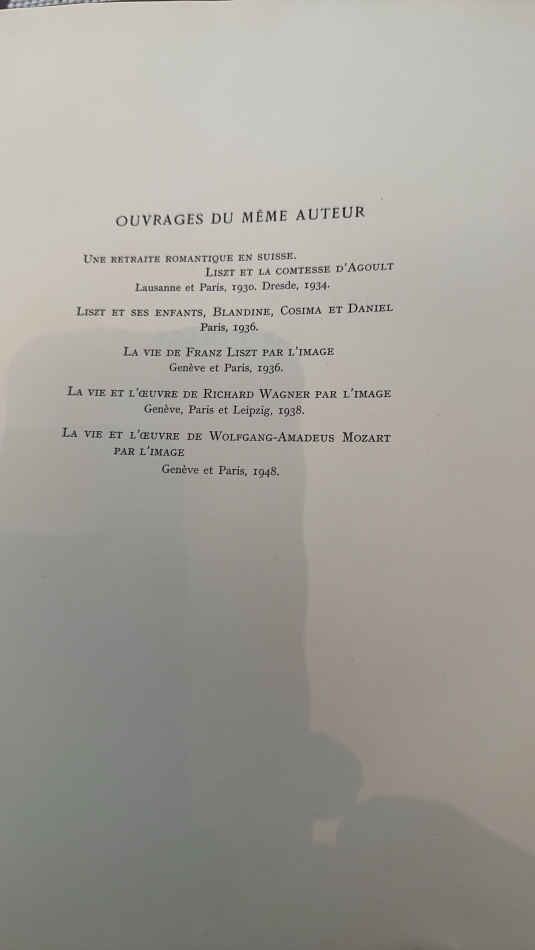 OUVRAGES DU MÊME AUTEUR
UNE RETRAITE ROMANTIQUE EN SUISSE.
LISZT ET LA COMTESSE D'AGOULT
Lausanne et Paris, 1930. Dresde, 1934.
LISZT ET SES ENFANTS, BLANDINE, COSIMA ET DANIEL
Paris, 1936.
LA VIE DE FRANZ LISZT PAR L'IMAGE
Genève et Paris, 1936.
LA VIE ET L'ŒUVRE DE RICHARD WAGNER PAR L'IMAGE
Genève, Paris et Leipzig, 1938.
LA VIE ET L'ŒUVRE DE WOLFGANG-AMADEUS MOZART
PAR L'IMAGE
Genève et Paris, 1948.